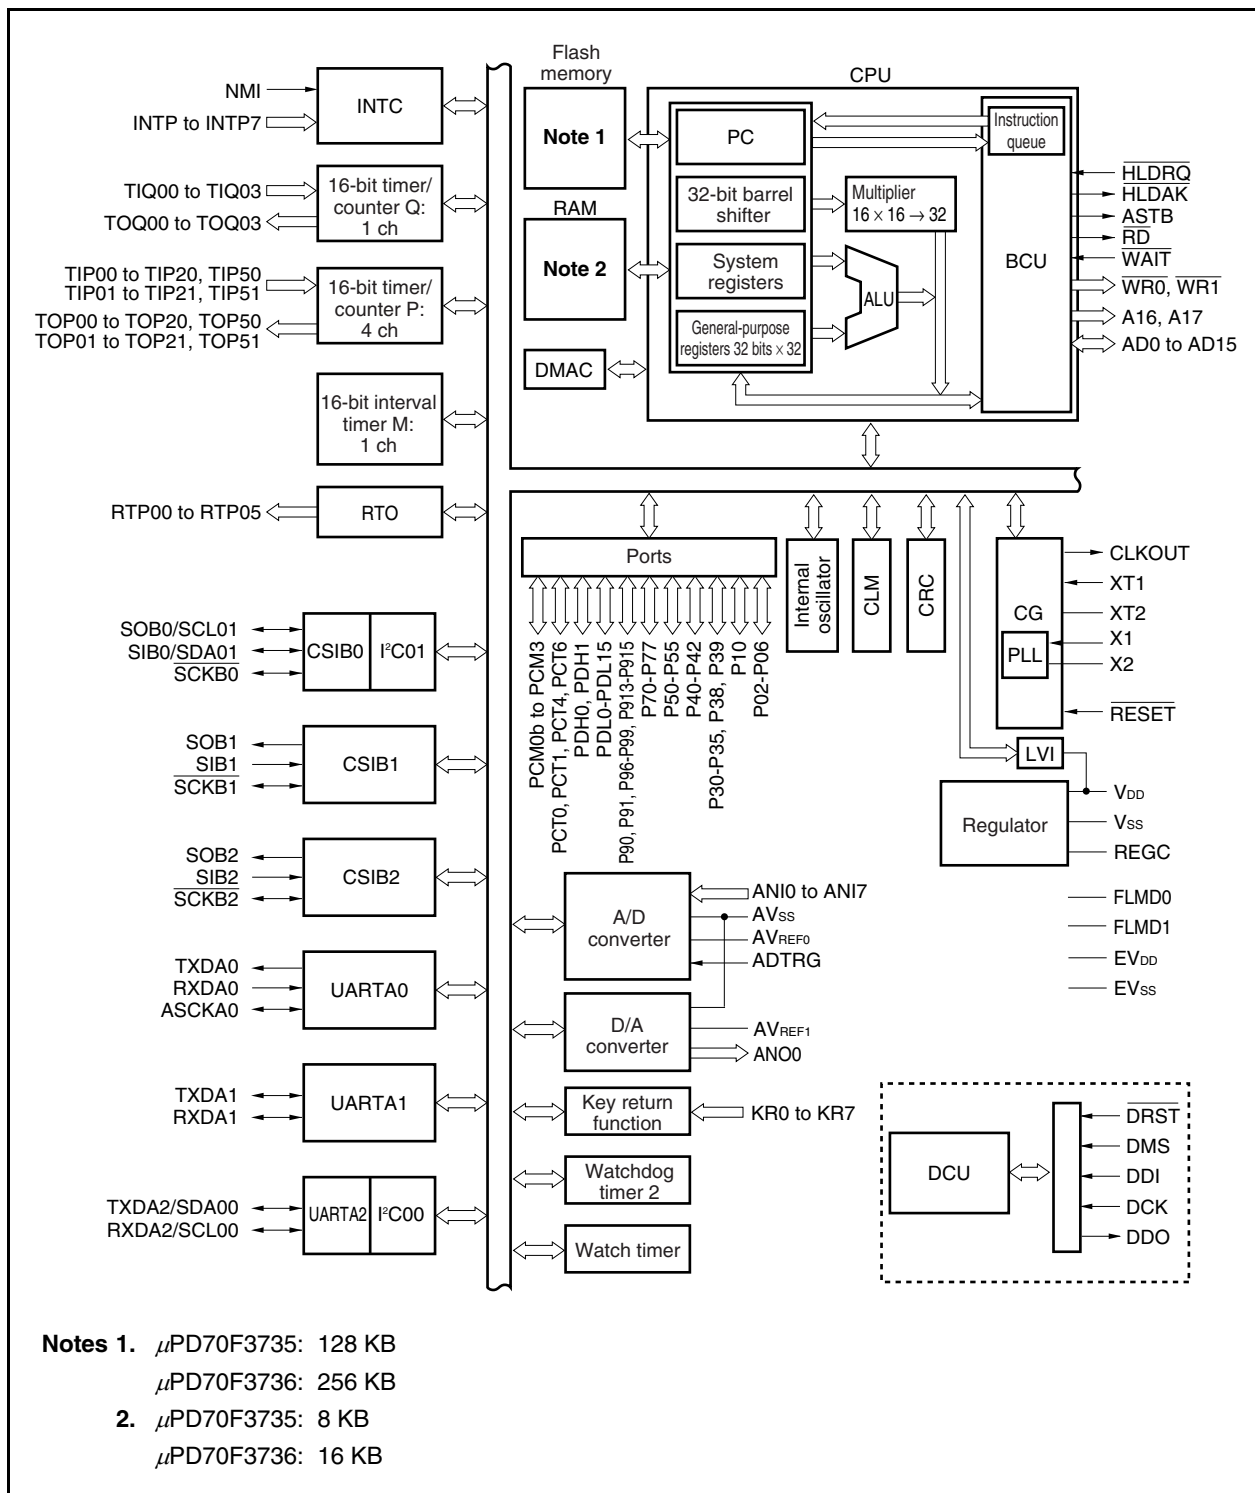 Flash
memory
CPU
NMI
INTP to INTP7
INTC
Note 1
PC
Instruction
queue
TIQ00 to TIQ03
TOQ00 to TOQ03
16-bit timer/
counter Q:
1 ch
RAM
Note 2
32-bit barrel
shifter
Multiplier
16 × 16 → 32
System
registers
ALU
General-purpose
registers 32 bits × 32
BCU
HLDRQ
HLDAK
ASTB
RD
WAIT
WR0, WR1
A16, A17
AD0 to AD15
TIP00 to TIP20, TIP50
TIP01 to TIP21, TIP51
TOP00 to TOP20, TOP50
TOP01 to TOP21, TOP51
16-bit timer/
counter P:
4 ch
DMAC
16-bit interval
timer M:
1 ch
RTP00 to RTP05
RTO
Ports
Internal
oscillator
CLM
CRC
CG
PLL
CLKOUT
XT1
XT2
X1
X2
RESET
PCM0b to PCM3
PCT0, PCT1, PCT4, PCT6
PDH0, PDH1
PDL0-PDL15
P90, P91, P96-P99, P913-P915
P70-P77
P50-P55
P40-P42
P30-P35, P38, P39
P10
P02-P06
SOB0/SCL01
SIB0/SDA01
SCKB0
CSIB0
I²C01
SOB1
SIB1
SCKB1
CSIB1
LVI
Regulator
VDD
VSS
REGC
FLMD0
FLMD1
EVDD
EVSS
SOB2
SIB2
SCKB2
CSIB2
A/D
converter
ANI0 to ANI7
AVSS
AVREF0
ADTRG
TXDA0
RXDA0
ASCKA0
UARTA0
D/A
converter
AVREF1
ANO0
TXDA1
RXDA1
UARTA1
Key return
function
KR0 to KR7
Watchdog
timer 2
TXDA2/SDA00
RXDA2/SCL00
UARTA2
I²C00
Watch timer
DCU
DRST
DMS
DDI
DCK
DDO
Notes 1. µPD70F3735: 128 KB
µPD70F3736: 256 KB
2. µPD70F3735: 8 KB
µPD70F3736: 16 KB